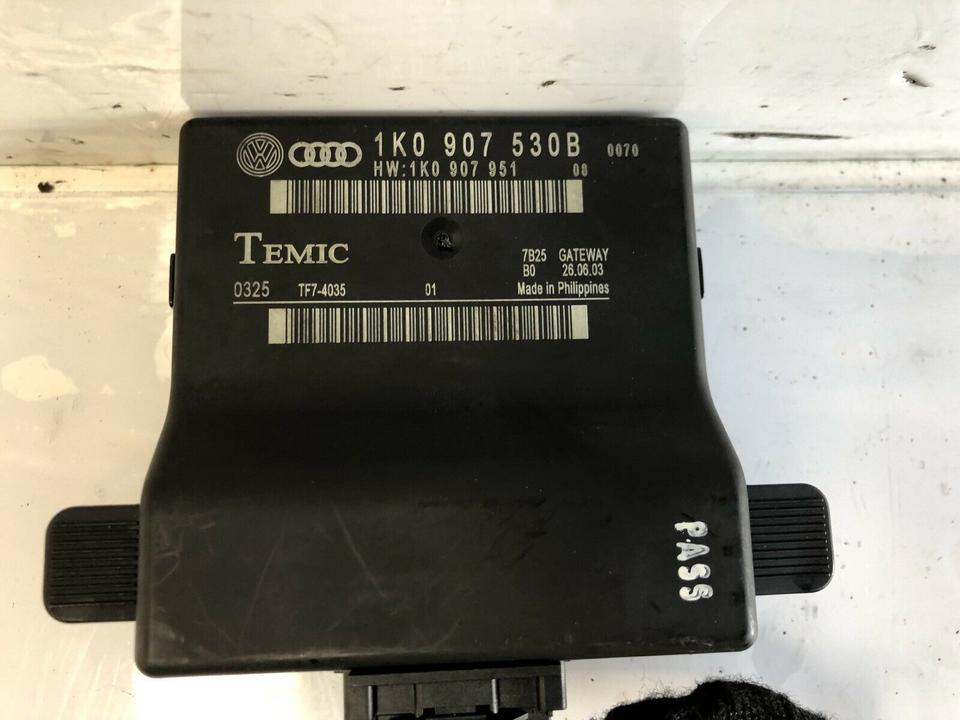 1K0 907 530B 0070
HW:1K0 907 951 08
TEMIC
7B25 GATEWAY
B0 26.06.03
0325 TF7-4035 01 Made in Philippines
PASS